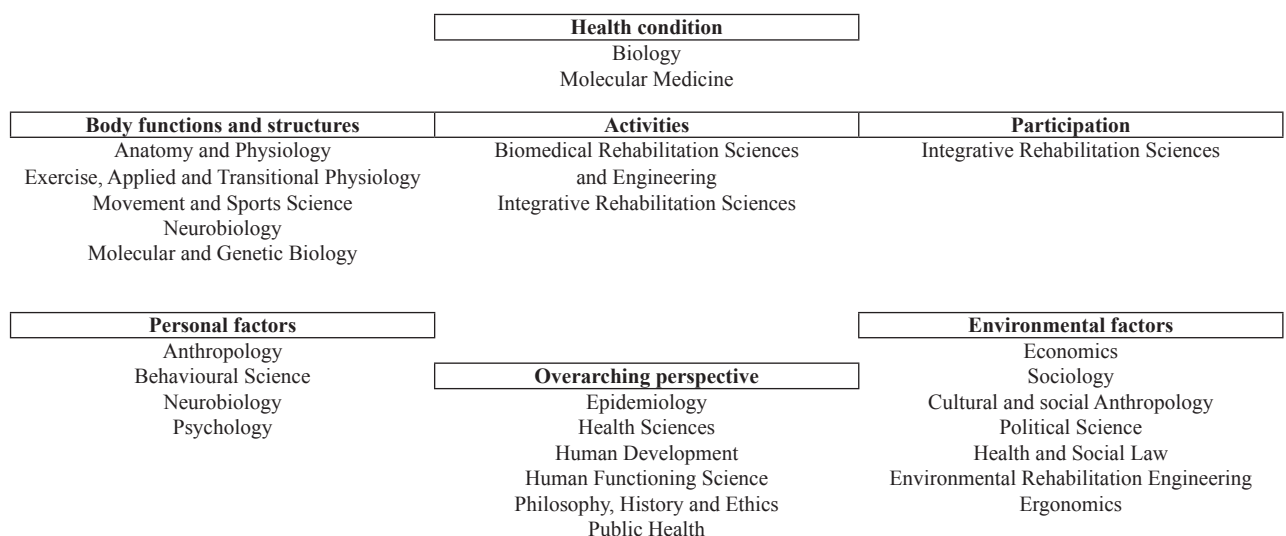 Health condition
Biology
Molecular Medicine
Body functions and structures
Anatomy and Physiology
Exercise, Applied and Transitional Physiology
Movement and Sports Science
Neurobiology
Molecular and Genetic Biology
Activities
Biomedical Rehabilitation Sciences
and Engineering
Integrative Rehabilitation Sciences
Participation
Integrative Rehabilitation Sciences
Personal factors
Anthropology
Behavioural Science
Neurobiology
Psychology
Overarching perspective
Epidemiology
Health Sciences
Human Development
Human Functioning Science
Philosophy, History and Ethics
Public Health
Environmental factors
Economics
Sociology
Cultural and social Anthropology
Political Science
Health and Social Law
Environmental Rehabilitation Engineering
Ergonomics